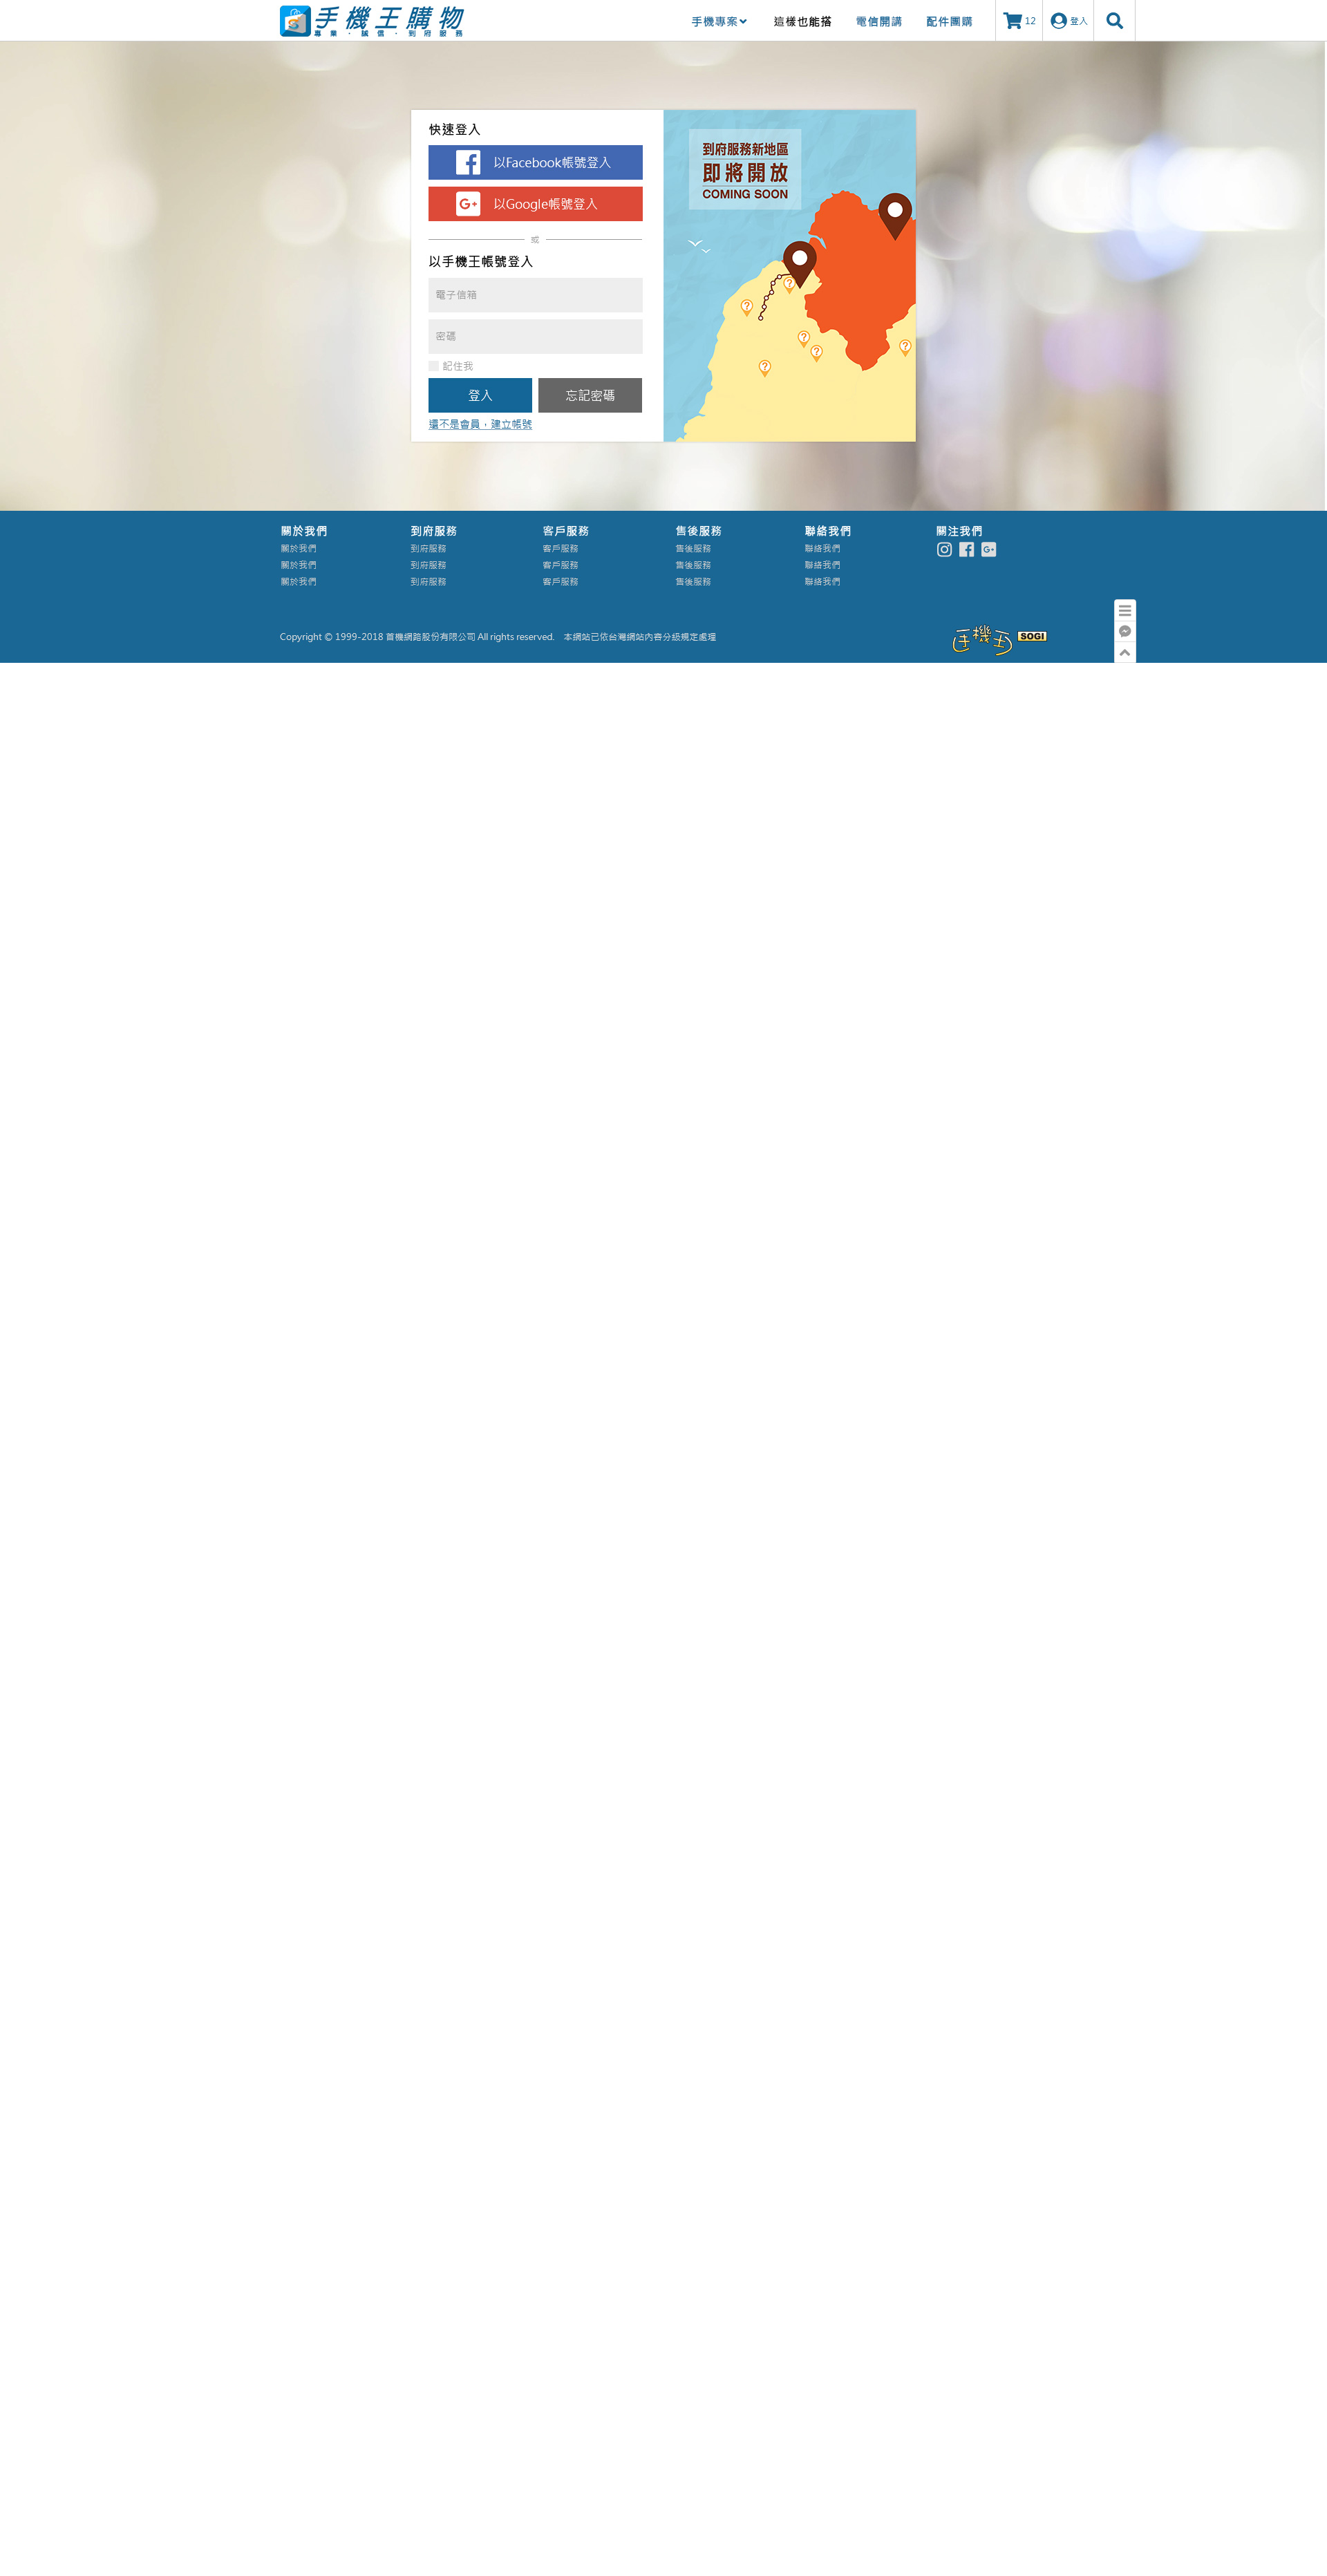 手機王購物
專業．誠信．到府服務
手機專案
這樣也能搭
電信開講
配件團購
12
登入
快速登入
以Facebook帳號登入
以Google帳號登入
或
以手機王帳號登入
電子信箱
密碼
記住我
登入
忘記密碼
還不是會員，建立帳號
到府服務新地區
即將開放
COMING SOON
關於我們
關於我們
關於我們
關於我們
到府服務
到府服務
到府服務
到府服務
客戶服務
客戶服務
客戶服務
客戶服務
售後服務
售後服務
售後服務
售後服務
聯絡我們
聯絡我們
聯絡我們
聯絡我們
關注我們
Copyright © 1999-2018 首機網路股份有限公司 All rights reserved. 本網站已依台灣網站內容分級規定處理
手機王
SOGI